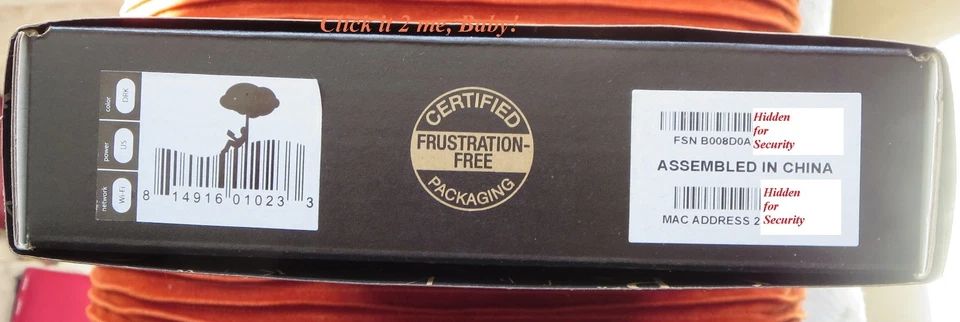 Click it 2 me, Baby!
color
DRK
power
US
network
Wi-Fi
8 14916 01023 3
CERTIFIED
FRUSTRATION-
FREE
PACKAGING
FSN B008D0A
Hidden
for
Security
ASSEMBLED IN CHINA
MAC ADDRESS 2
Hidden
for
Security